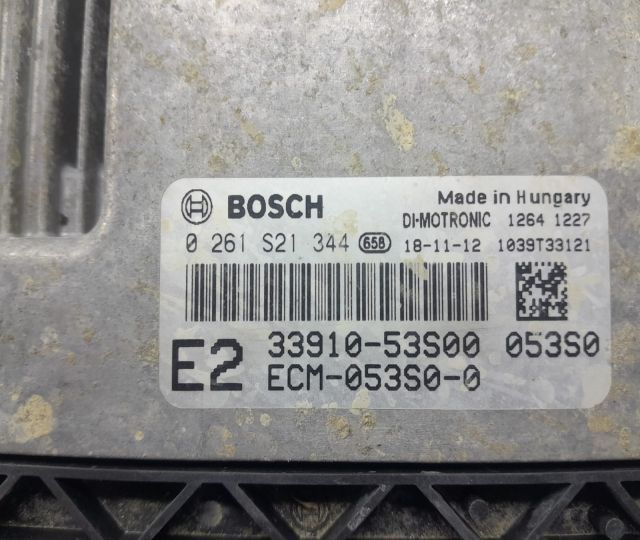 BOSCH Made in Hungary
DI-MOTRONIC 1264 1227
0 261 S21 344 658 18-11-12 1039T33121
E2 33910-53S00 053S0
ECM-053S0-0